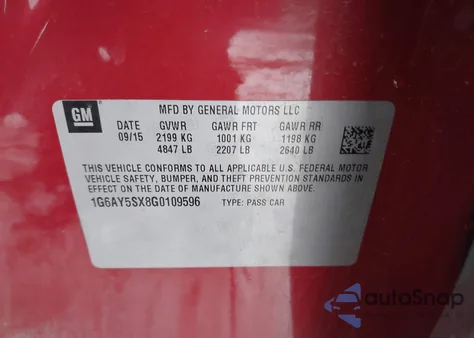 GM
MFD BY GENERAL MOTORS LLC
DATE GVWR GAWR FRT GAWR RR
09/15 2199 KG 1001 KG 1198 KG
4847 LB 2207 LB 2640 LB
THIS VEHICLE CONFORMS TO ALL APPLICABLE U.S. FEDERAL MOTOR
VEHICLE SAFETY, BUMPER, AND THEFT PREVENTION STANDARDS
IN EFFECT ON THE DATE OF MANUFACTURE SHOWN ABOVE.
1G6AY5SX8G0109596 TYPE: PASS CAR
autoSnap